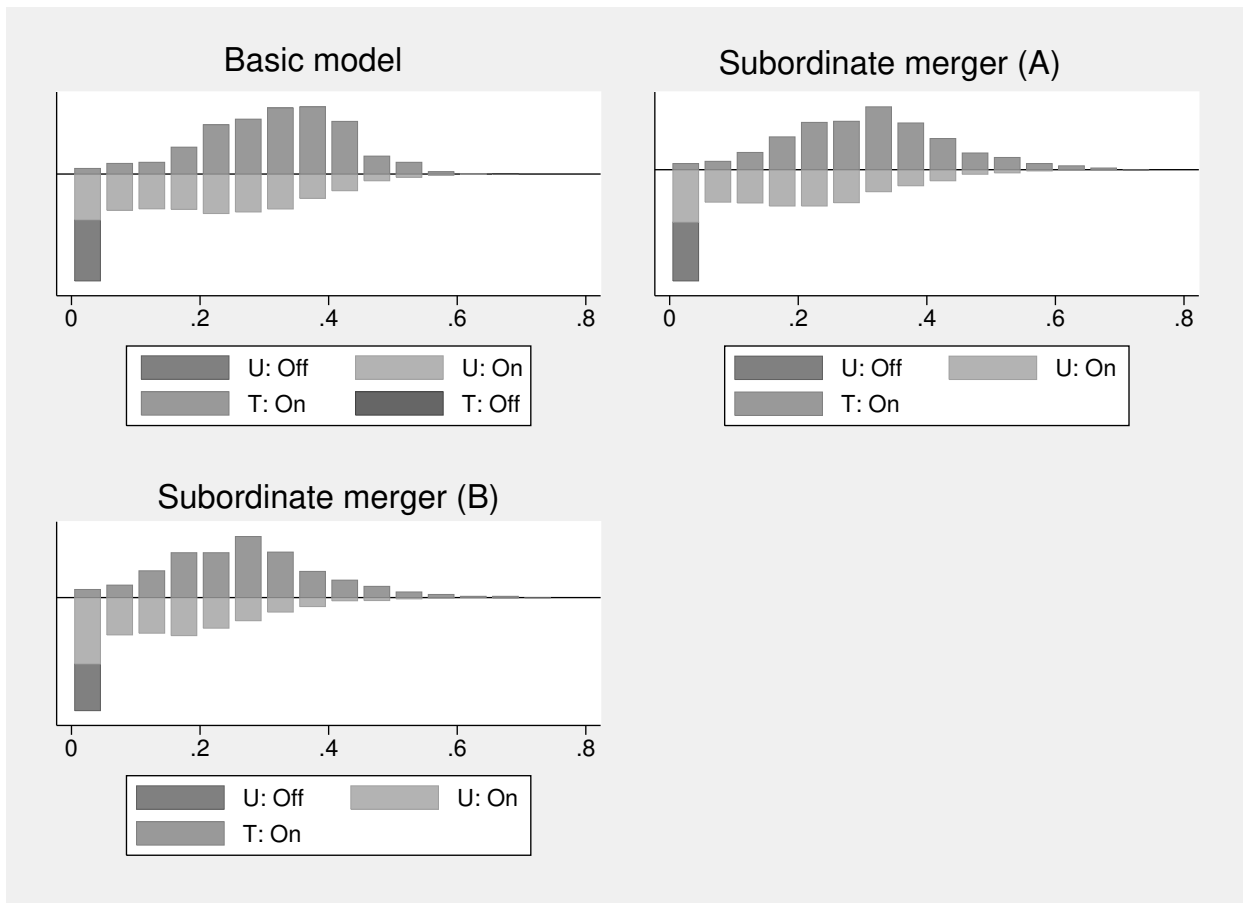 Basic model
0 .2 .4 .6 .8
U: Off U: On
T: On T: Off
Subordinate merger (A)
0 .2 .4 .6 .8
U: Off U: On
T: On
Subordinate merger (B)
0 .2 .4 .6 .8
U: Off U: On
T: On